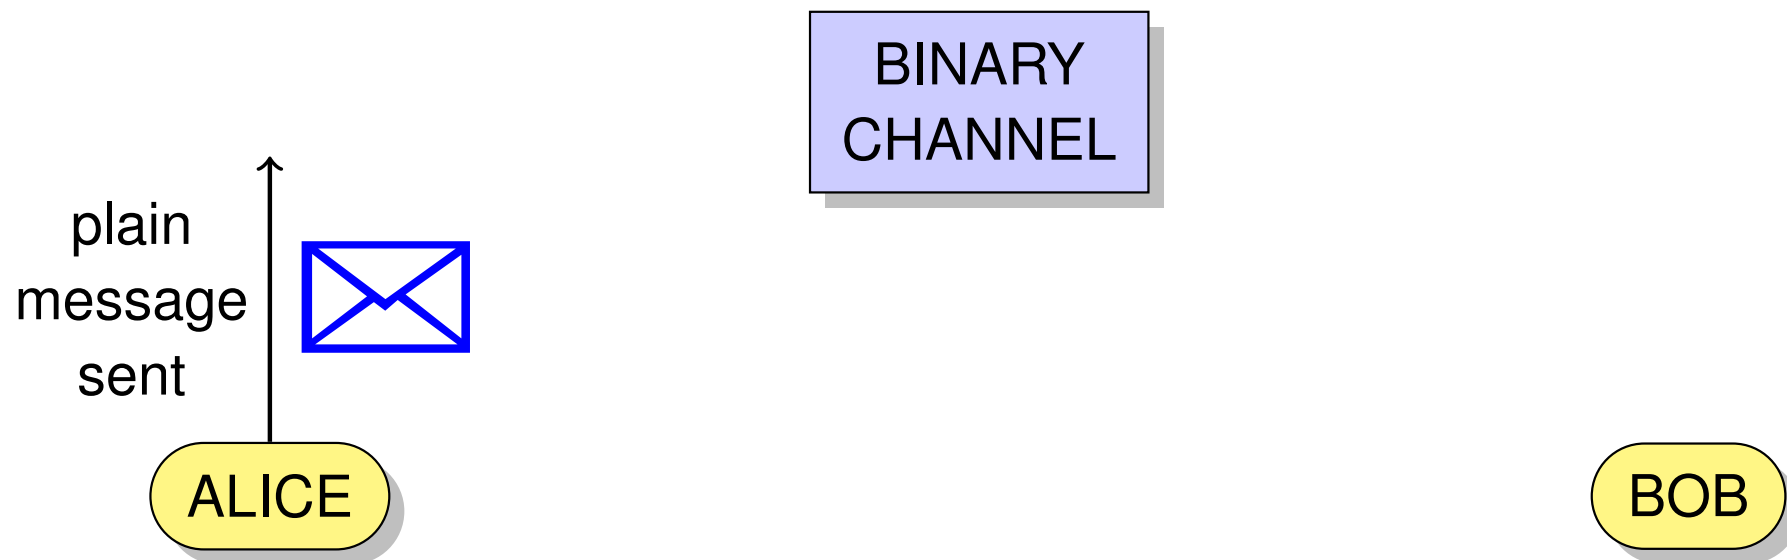 BINARY
CHANNEL
plain
message
sent
ALICE
BOB